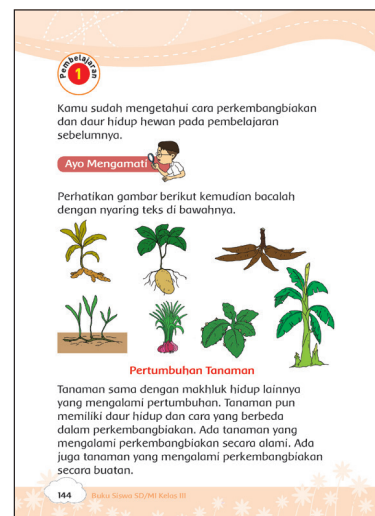 Pembelajaran
1
Kamu sudah mengetahui cara perkembangbiakan
dan daur hidup hewan pada pembelajaran
sebelumnya.
Ayo Mengamati
Perhatikan gambar berikut kemudian bacalah
dengan nyaring teks di bawahnya.
Pertumbuhan Tanaman
Tanaman sama dengan makhluk hidup lainnya
yang mengalami pertumbuhan. Tanaman pun
memiliki daur hidup dan cara yang berbeda
dalam perkembangbiakan. Ada tanaman yang
mengalami perkembangbiakan secara alami. Ada
juga tanaman yang mengalami perkembangbiakan
secara buatan.
144 Buku Siswa SD/MI Kelas III